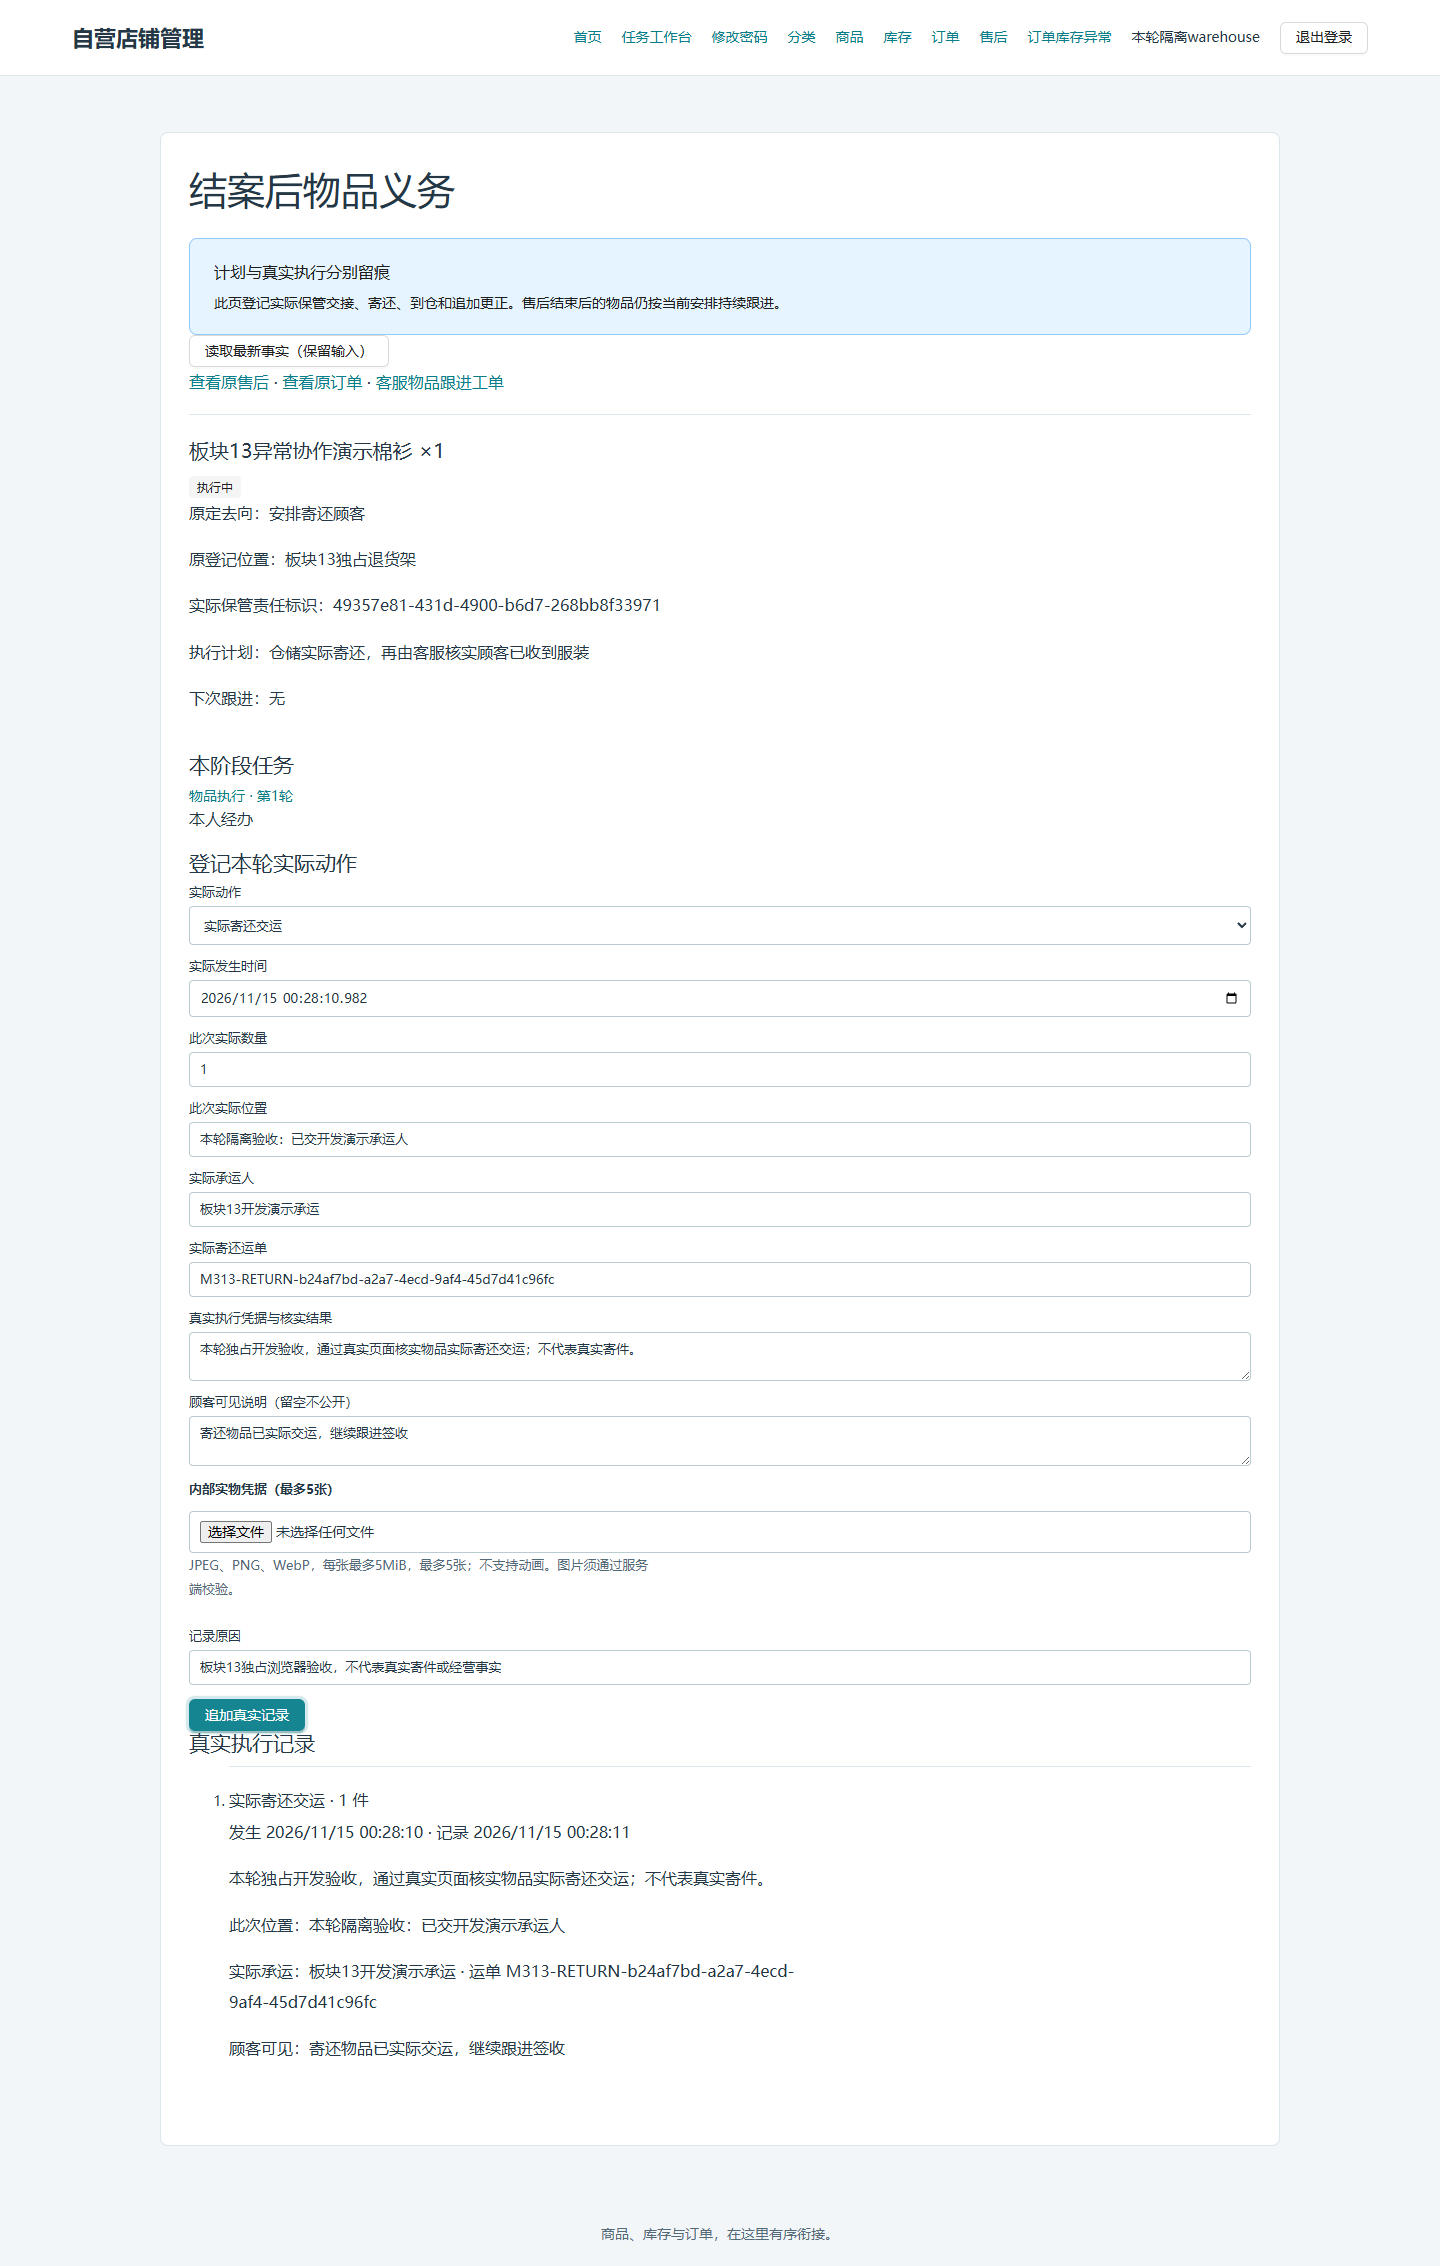 自营店铺管理
首页 任务工作台 修改密码 分类 商品 库存 订单 售后 订单库存异常 本轮隔离warehouse 退出登录
结案后物品义务
计划与真实执行分别留痕
此页登记实际保管交接、寄还、到仓和追加更正。售后结束后的物品仍按当前安排持续跟进。
读取最新事实（保留输入）
查看原售后 · 查看原订单 · 客服物品跟进工单
板块13异常协作演示棉衫 ×1
执行中
原定去向：安排寄还顾客
原登记位置：板块13独占退货架
实际保管责任标识：49357e81-431d-4900-b6d7-268bb8f33971
执行计划：仓储实际寄还，再由客服核实顾客已收到服装
下次跟进：无
本阶段任务
物品执行 · 第1轮
本人经办
登记本轮实际动作
实际动作
实际寄还交运
实际发生时间
2026/11/15 00:28:10.982
此次实际数量
1
此次实际位置
本轮隔离验收：已交开发演示承运人
实际承运人
板块13开发演示承运
实际寄还运单
M313-RETURN-b24af7bd-a2a7-4ecd-9af4-45d7d41c96fc
真实执行凭据与核实结果
本轮独占开发验收，通过真实页面核实物品实际寄还交运；不代表真实寄件。
顾客可见说明（留空不公开）
寄还物品已实际交运，继续跟进签收
内部实物凭据（最多5张）
选择文件 未选择任何文件
JPEG、PNG、WebP，每张最多5MiB，最多5张；不支持动画。图片须通过服务
端校验。
记录原因
板块13独占浏览器验收，不代表真实寄件或经营事实
追加真实记录
真实执行记录
1. 实际寄还交运 · 1 件
发生 2026/11/15 00:28:10 · 记录 2026/11/15 00:28:11
本轮独占开发验收，通过真实页面核实物品实际寄还交运；不代表真实寄件。
此次位置：本轮隔离验收：已交开发演示承运人
实际承运：板块13开发演示承运 · 运单 M313-RETURN-b24af7bd-a2a7-4ecd-
9af4-45d7d41c96fc
顾客可见：寄还物品已实际交运，继续跟进签收
商品、库存与订单，在这里有序衔接。